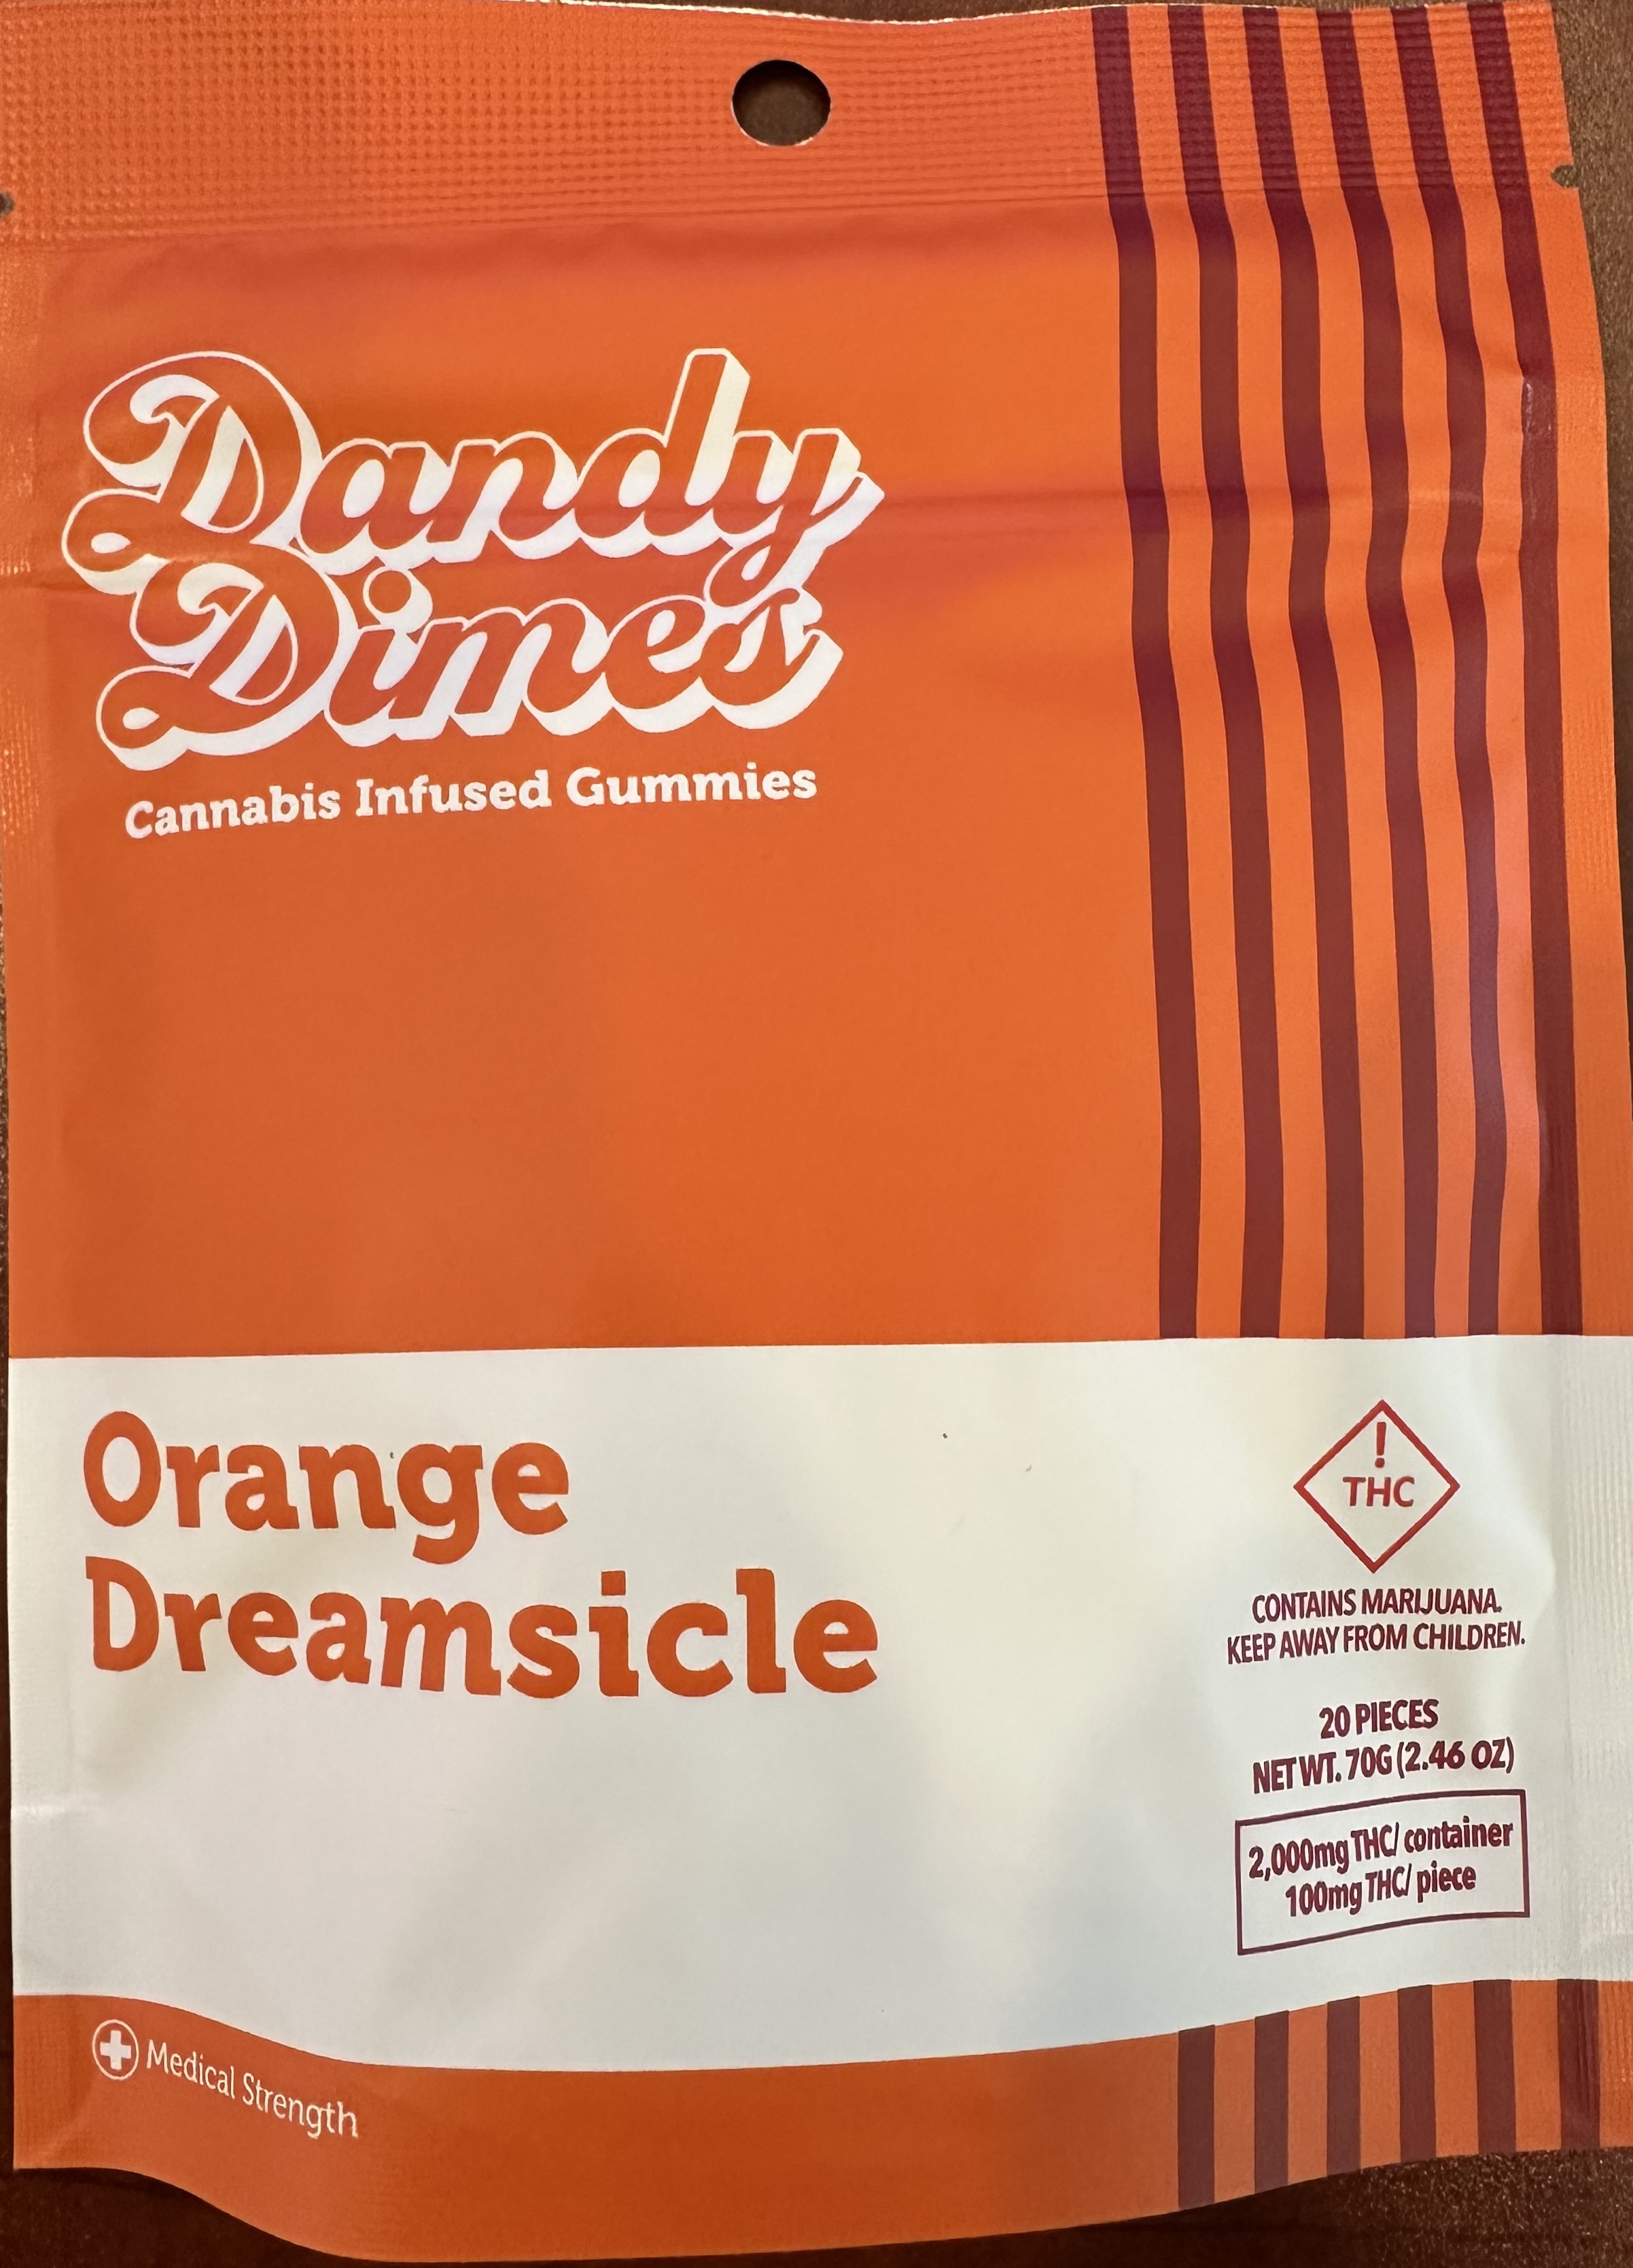 Dandy
Dimes
Cannabis Infused Gummies
Orange
Dreamsicle
!
THC
CONTAINS MARIJUANA.
KEEP AWAY FROM CHILDREN.
20 PIECES
NET WT. 70G (2.46 OZ)
2,000mg THC/ container
100mg THC/ piece
Medical Strength